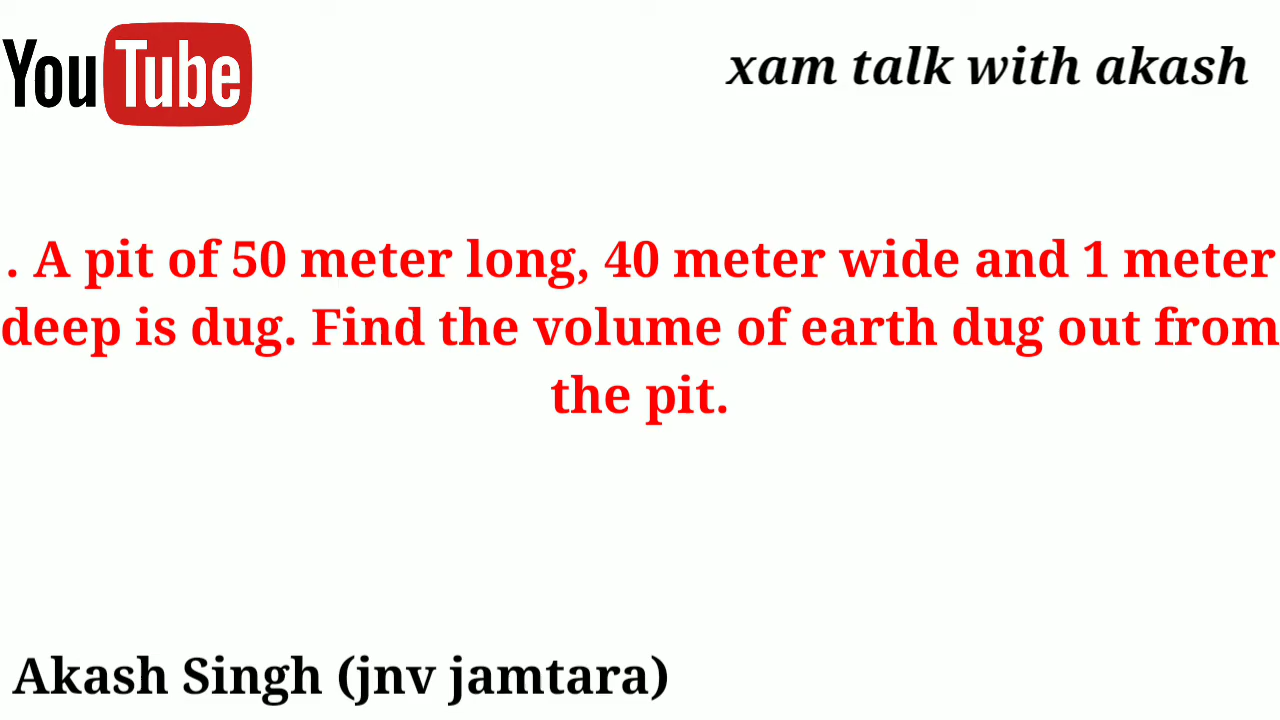 YouTube
xam talk with akash
. A pit of 50 meter long, 40 meter wide and 1 meter
deep is dug. Find the volume of earth dug out from
the pit.
Akash Singh (jnv jamtara)